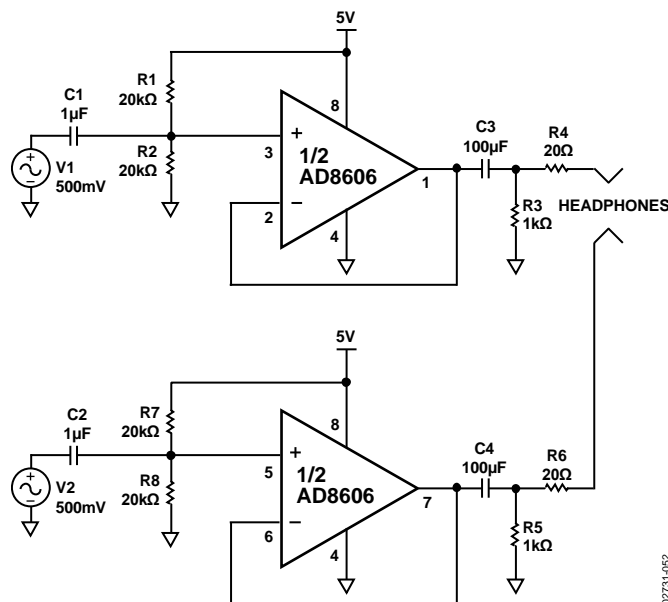 5V
R1
20kΩ
C1
1µF
R2
20kΩ
V1
500mV
+
−
8
3
1/2
AD8606
2
4
1
C3
100µF
R4
20Ω
R3
1kΩ
HEADPHONES
5V
R7
20kΩ
C2
1µF
R8
20kΩ
V2
500mV
+
−
8
5
1/2
AD8606
6
4
7
C4
100µF
R6
20Ω
R5
1kΩ
02731-052